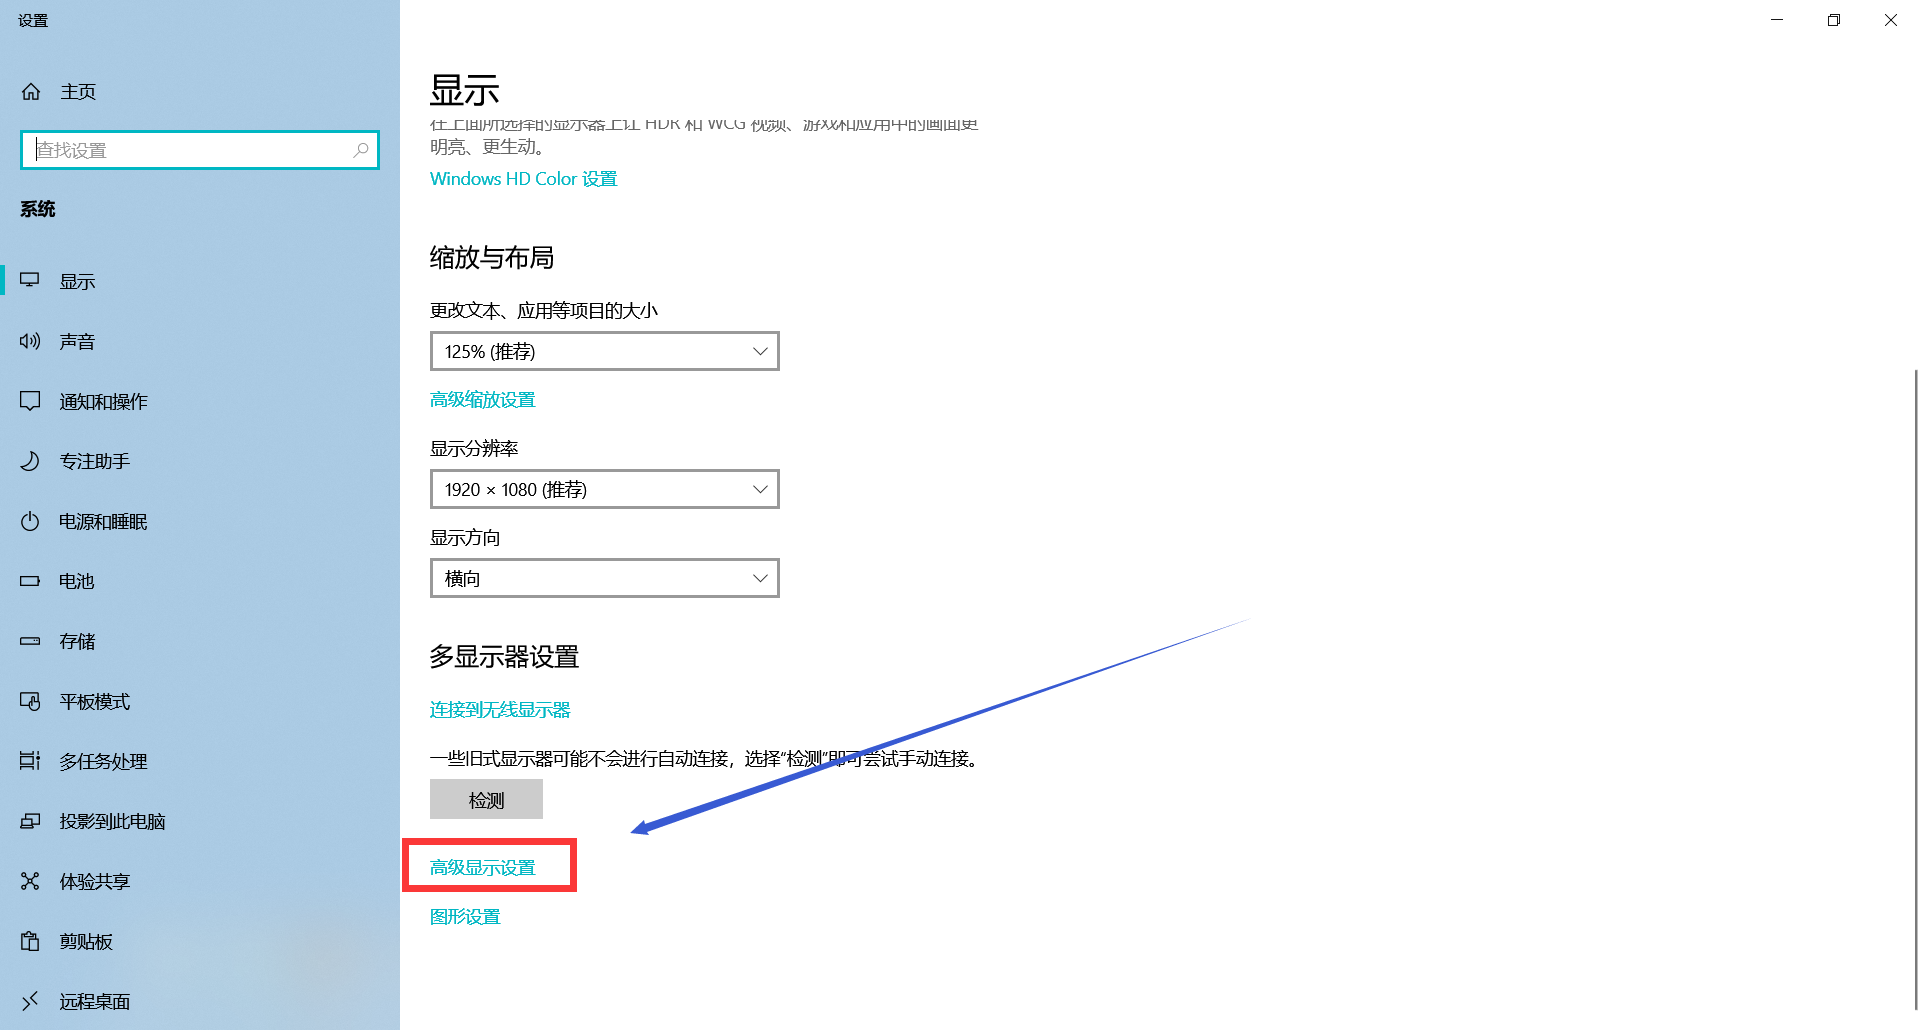 设置
主页
查找设置
系统
显示
声音
通知和操作
专注助手
电源和睡眠
电池
存储
平板模式
多任务处理
投影到此电脑
体验共享
剪贴板
远程桌面
显示
在上面所选择的显示器上让 HDR 和 WCG 视频、游戏和应用中的画面更
明亮、更生动。
Windows HD Color 设置
缩放与布局
更改文本、应用等项目的大小
125% (推荐)
高级缩放设置
显示分辨率
1920 × 1080 (推荐)
显示方向
横向
多显示器设置
连接到无线显示器
一些旧式显示器可能不会进行自动连接，选择“检测”即可尝试手动连接。
检测
高级显示设置
图形设置